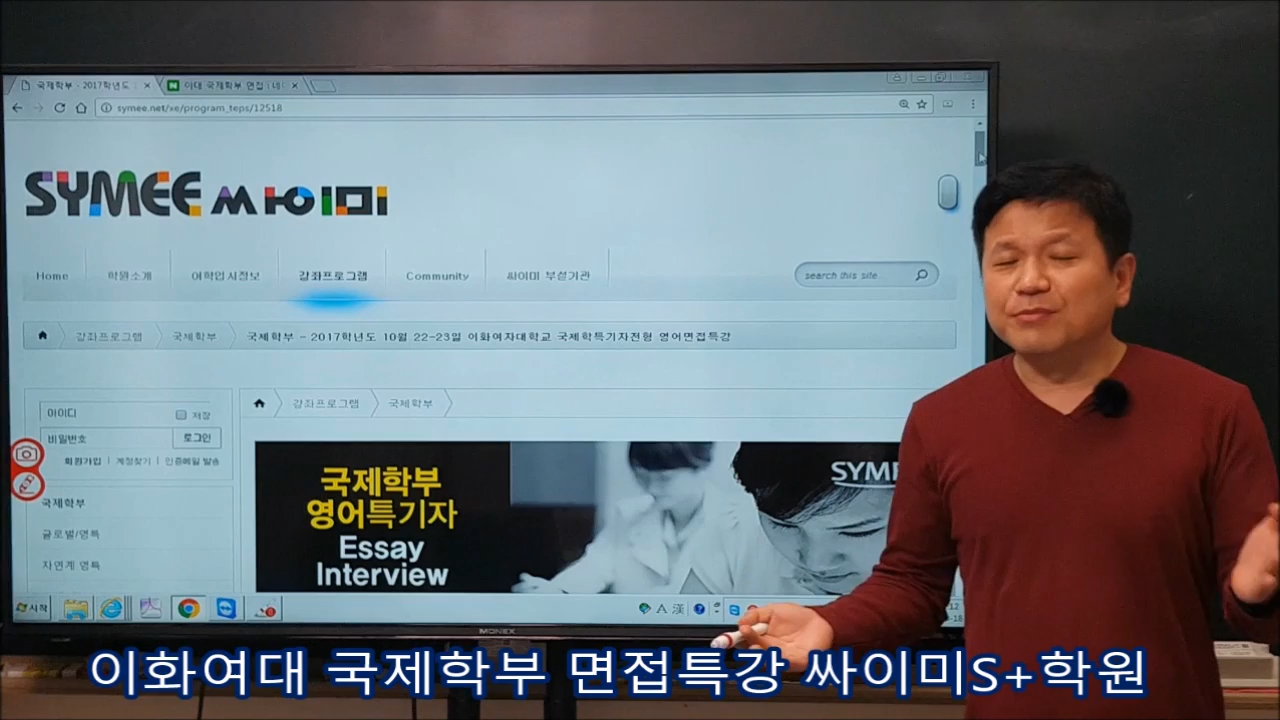 국제학부 - 2017학년도
이대 국제학부 면접
symee.net/xe/program_teps/12518
SYMEE 싸이미
Home 학원소개 어학입시정보 강좌프로그램 Community 싸이미 부설기관
search this site
강좌프로그램 국제학부 국제학부 - 2017학년도 10월 22-23일 이화여자대학교 국제학특기자전형 영어면접특강
아이디 저장
비밀번호 로그인
회원가입 | 계정찾기 | 인증메일 발송
국제학부
글로벌/영특
자연계 영특
강좌프로그램 국제학부
국제학부
영어특기자
Essay
Interview
SYME
시작
A 漢
MONEX
이화여대 국제학부 면접특강 싸이미S+학원